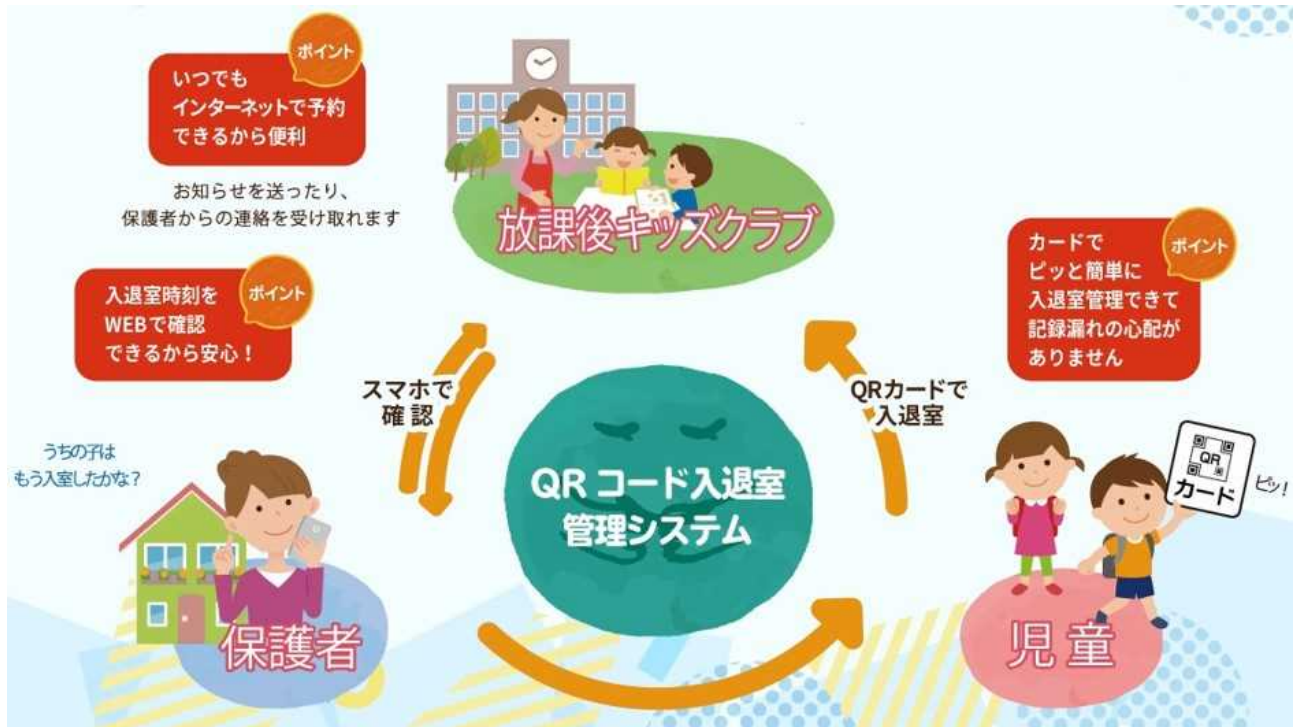 ポイント
いつでも
インターネットで予約
できるから便利
お知らせを送ったり、
保護者からの連絡を受け取れます
放課後キッズクラブ
ポイント
カードで
ピッと簡単に
入退室管理できて
記録漏れの心配が
ありません
ポイント
入退室時刻を
WEBで確認
できるから安心！
スマホで
確認
QRカードで
入退室
うちの子は
もう入室したかな？
QRコード入退室
管理システム
QR
カード
ピッ！
保護者
児童